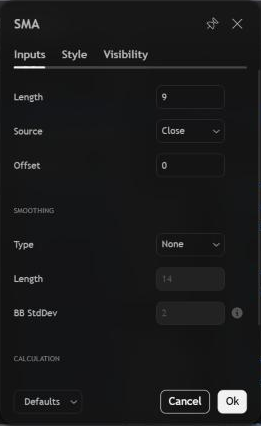 SMA
Inputs Style Visibility
Length 9
Source Close
Offset 0
SMOOTHING
Type None
Length 14
BB StdDev 2
CALCULATION
Defaults Cancel Ok